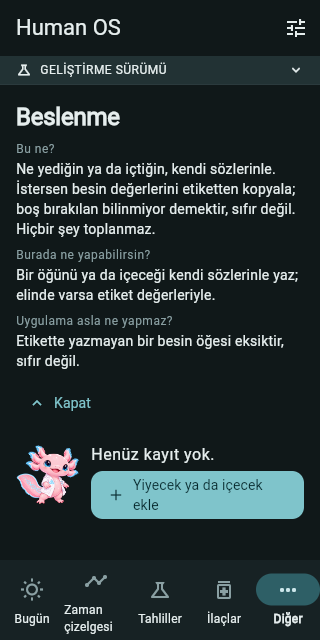 Human OS
GELİŞTİRME SÜRÜMÜ
Beslenme
Bu ne?
Ne yediğin ya da içtiğin, kendi sözlerinle.
İstersen besin değerlerini etiketten kopyala;
boş bırakılan bilinmiyor demektir, sıfır değil.
Hiçbir şey toplanmaz.
Burada ne yapabilirsin?
Bir öğünü ya da içeceği kendi sözlerinle yaz;
elinde varsa etiket değerleriyle.
Uygulama asla ne yapmaz?
Etikette yazmayan bir besin öğesi eksiktir,
sıfır değil.
Kapat
Henüz kayıt yok.
Yiyecek ya da içecek
ekle
Bugün
Zaman
çizelgesi
Tahliller
İlaçlar
Diğer